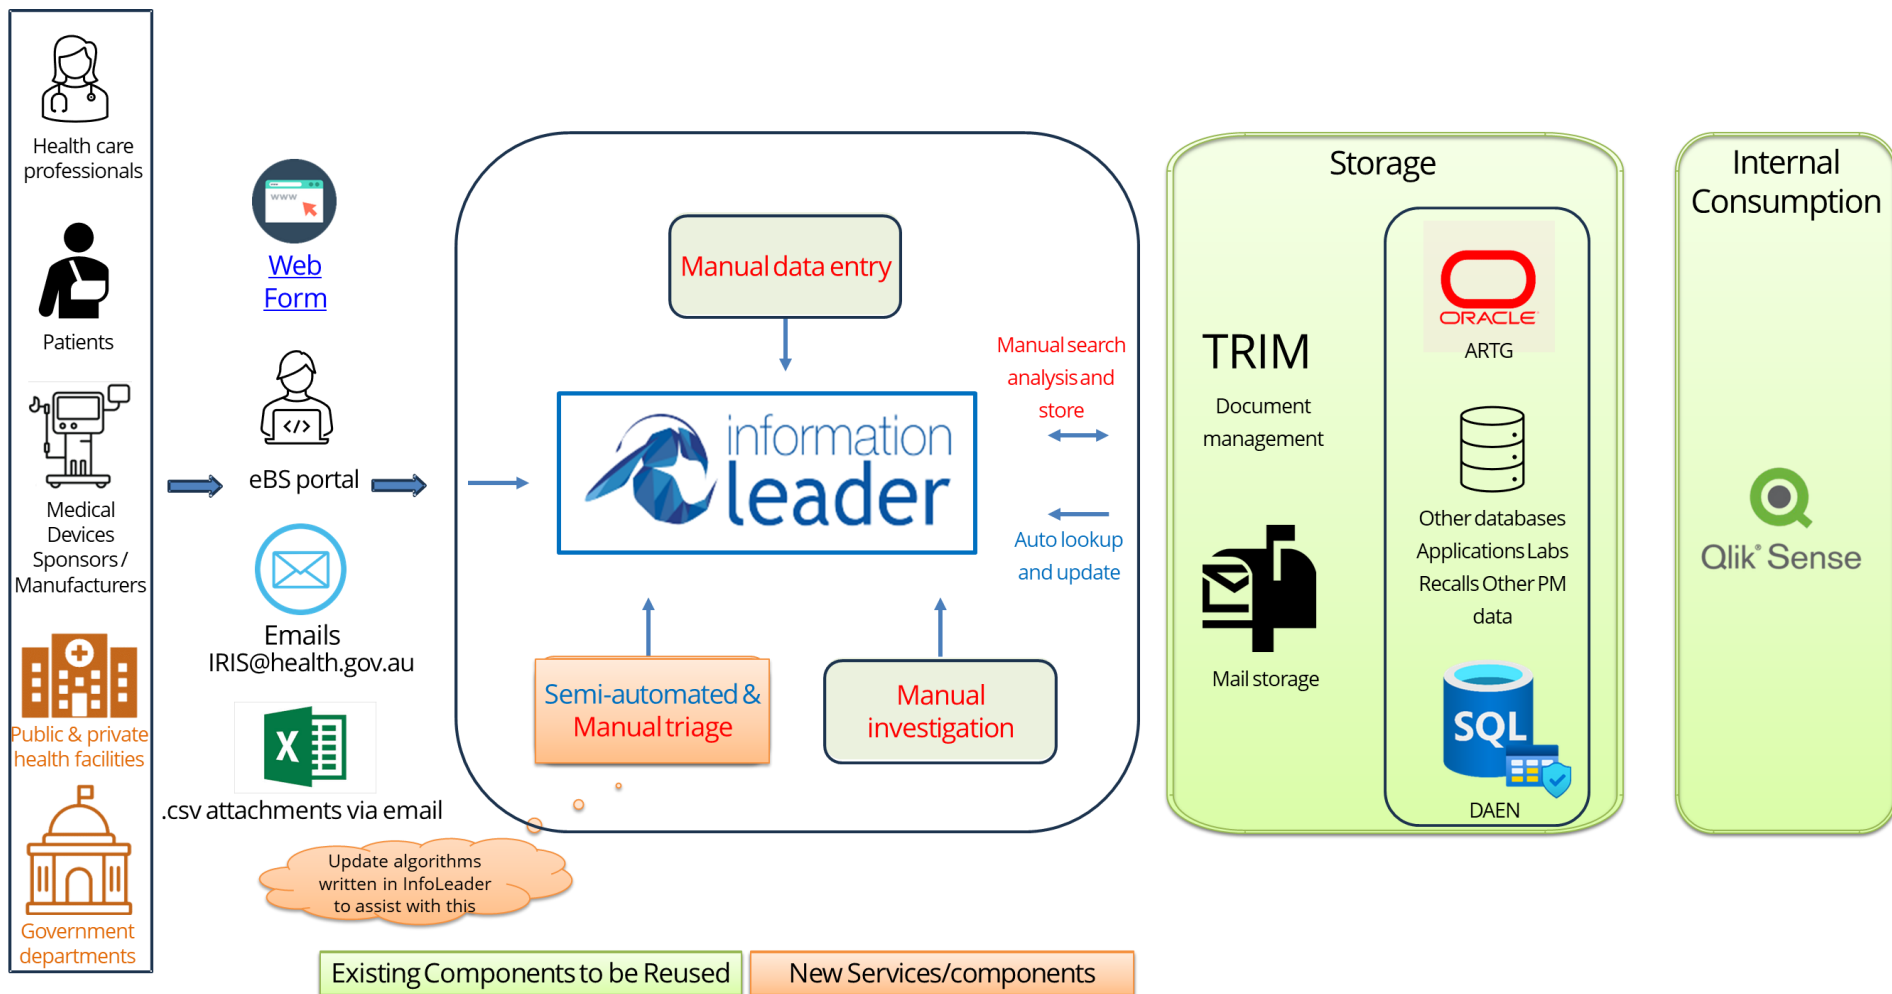 Health care
professionals
Patients
Medical
Devices
Sponsors /
Manufacturers
Public & private
health facilities
Government
departments
www
Web
Form
eBS portal
Emails
IRIS@health.gov.au
X
.csv attachments via email
Update algorithms
written in InfoLeader
to assist with this
Manual data entry
information
leader
Semi-automated &
Manual triage
Manual
investigation
Manual search
analysis and
store
Auto lookup
and update
Storage
TRIM
Document
management
Mail storage
ORACLE
ARTG
Other databases
Applications Labs
Recalls Other PM
data
SQL
DAEN
Internal
Consumption
Qlik® Sense
Existing Components to be Reused
New Services/components